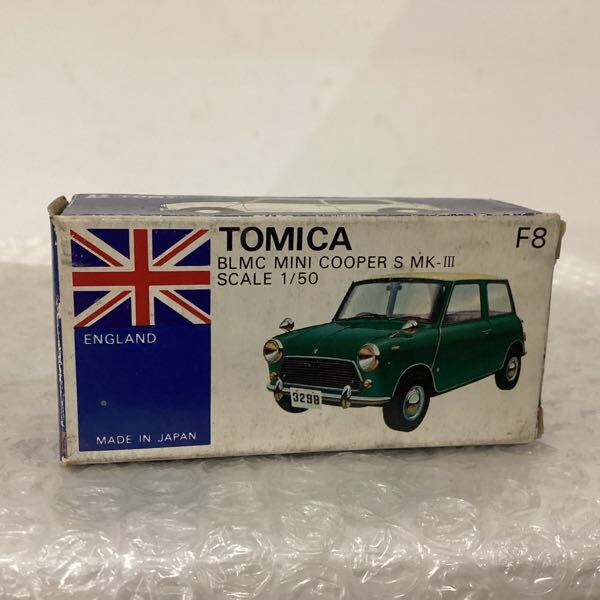 TOMICA
F8
BLMC MINI COOPER S MK-III
SCALE 1/50
ENGLAND
3298
MADE IN JAPAN